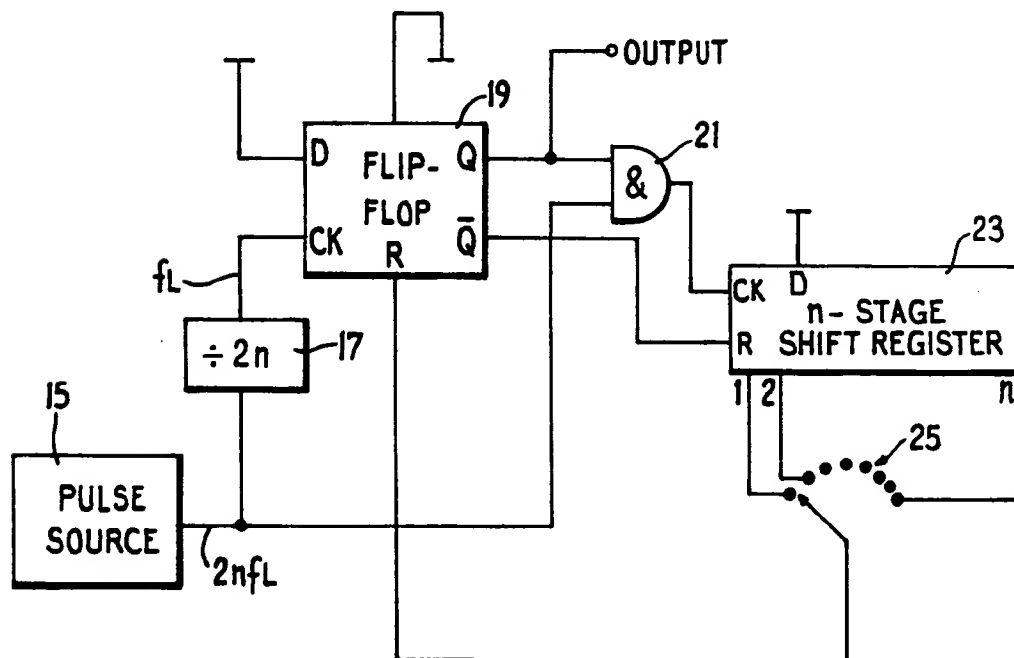 OUTPUT
19
D
FLIP-
FLOP
Q
CK
R
Q̄
21
&
fL
÷ 2n
17
23
CK
D
n- STAGE
SHIFT REGISTER
R
1
2
n
15
PULSE
SOURCE
2nfL
25